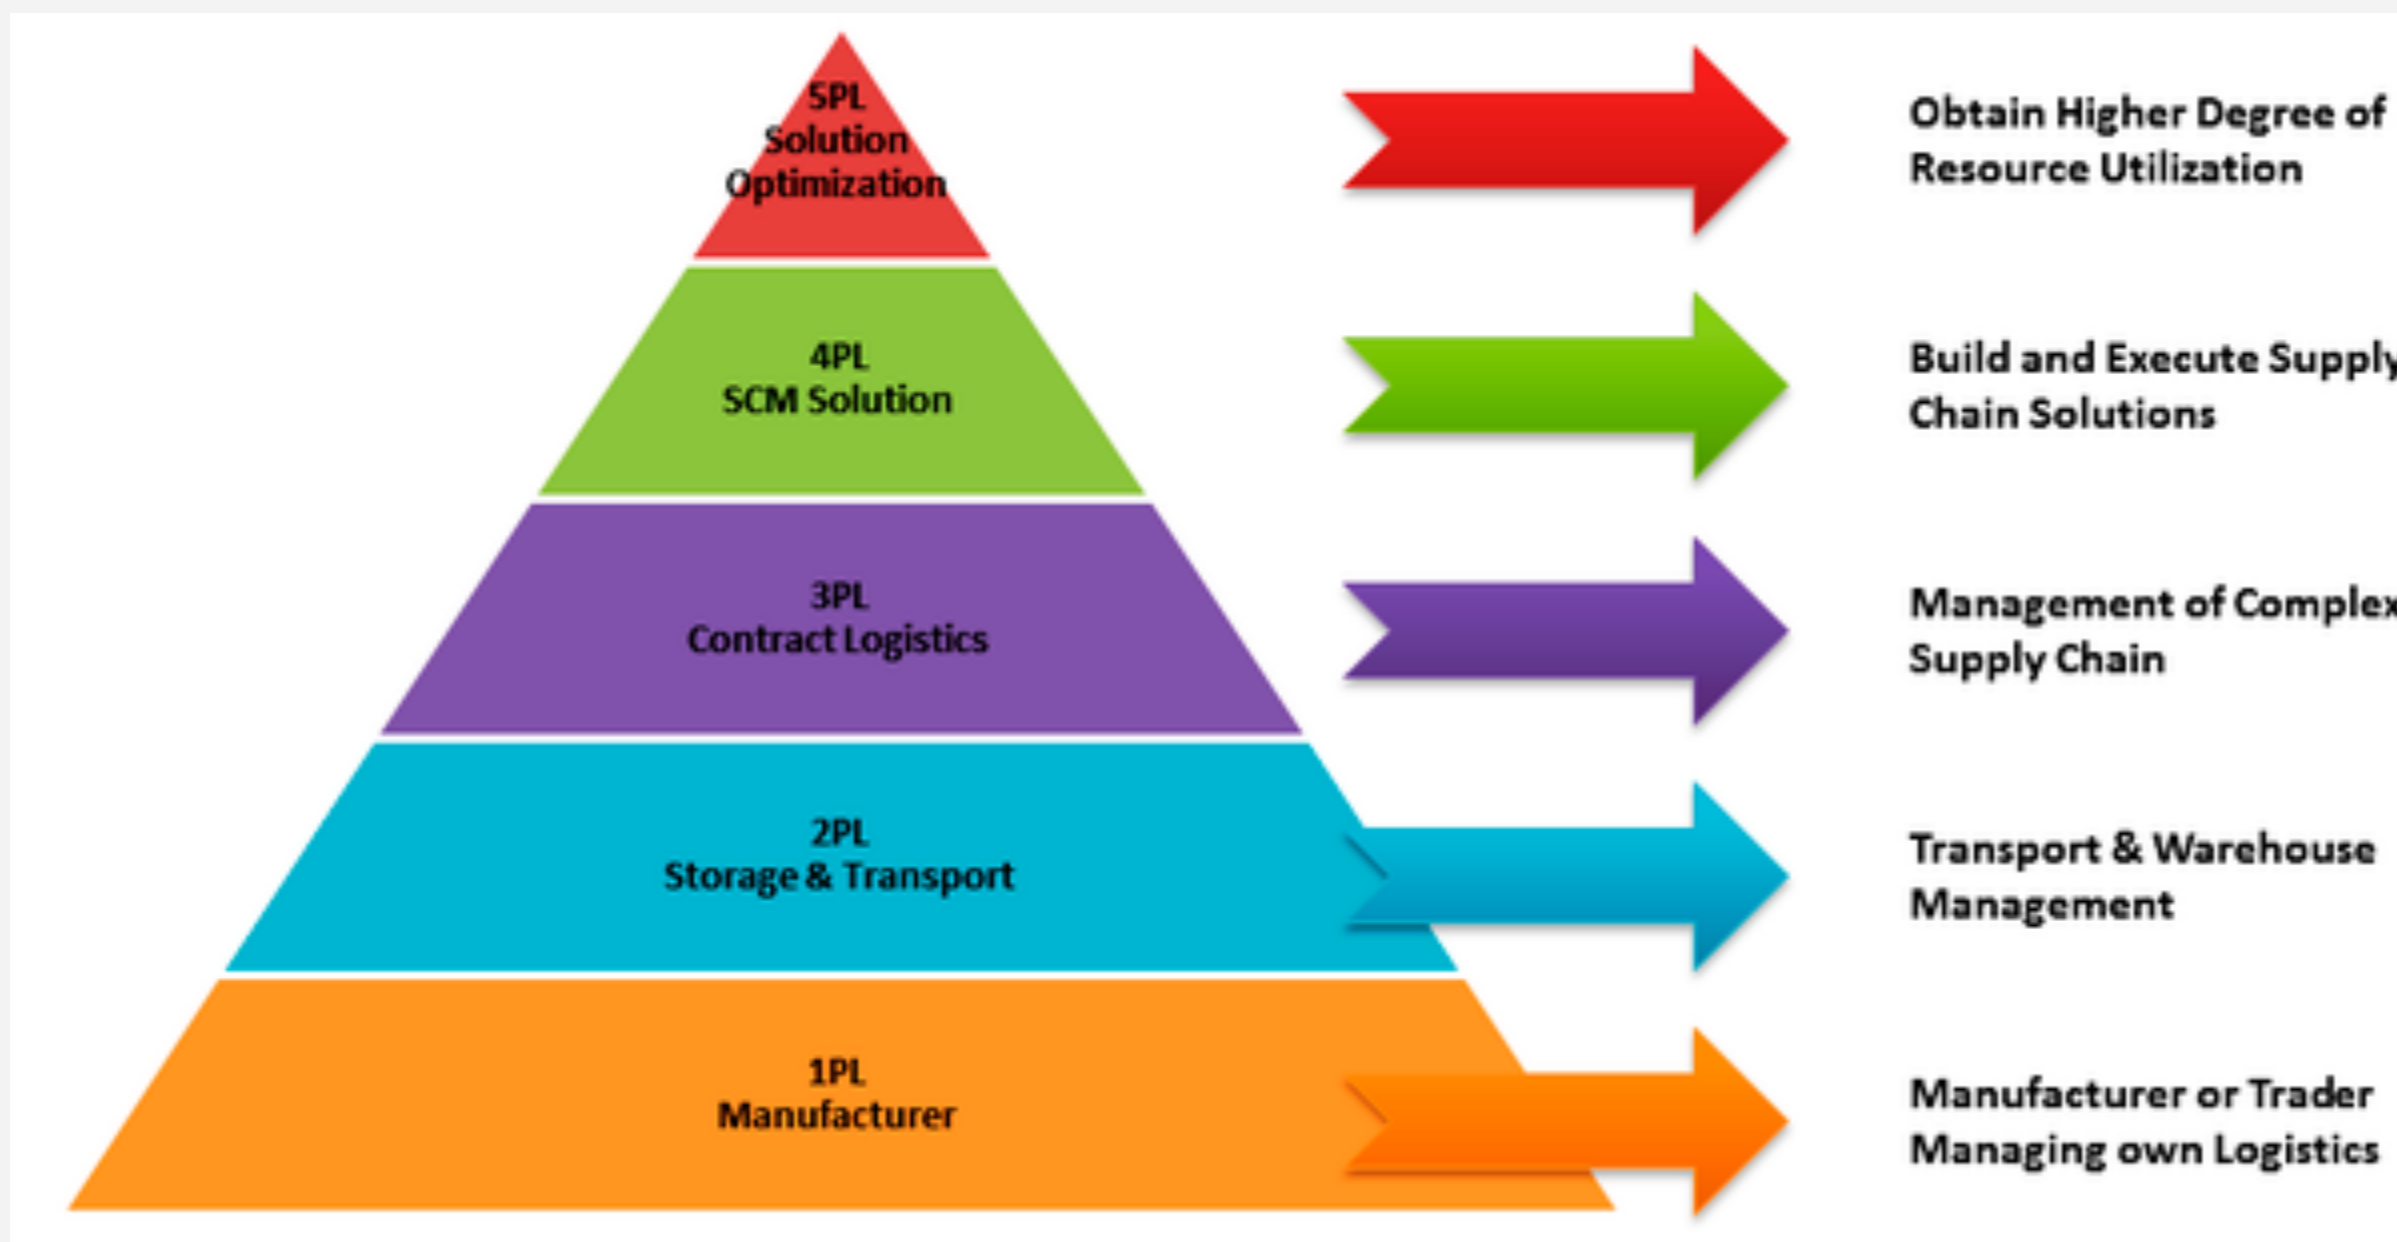 5PL
Solution
Optimization
Obtain Higher Degree of
Resource Utilization
4PL
SCM Solution
Build and Execute Supply
Chain Solutions
3PL
Contract Logistics
Management of Complex
Supply Chain
2PL
Storage & Transport
Transport & Warehouse
Management
1PL
Manufacturer
Manufacturer or Trader
Managing own Logistics